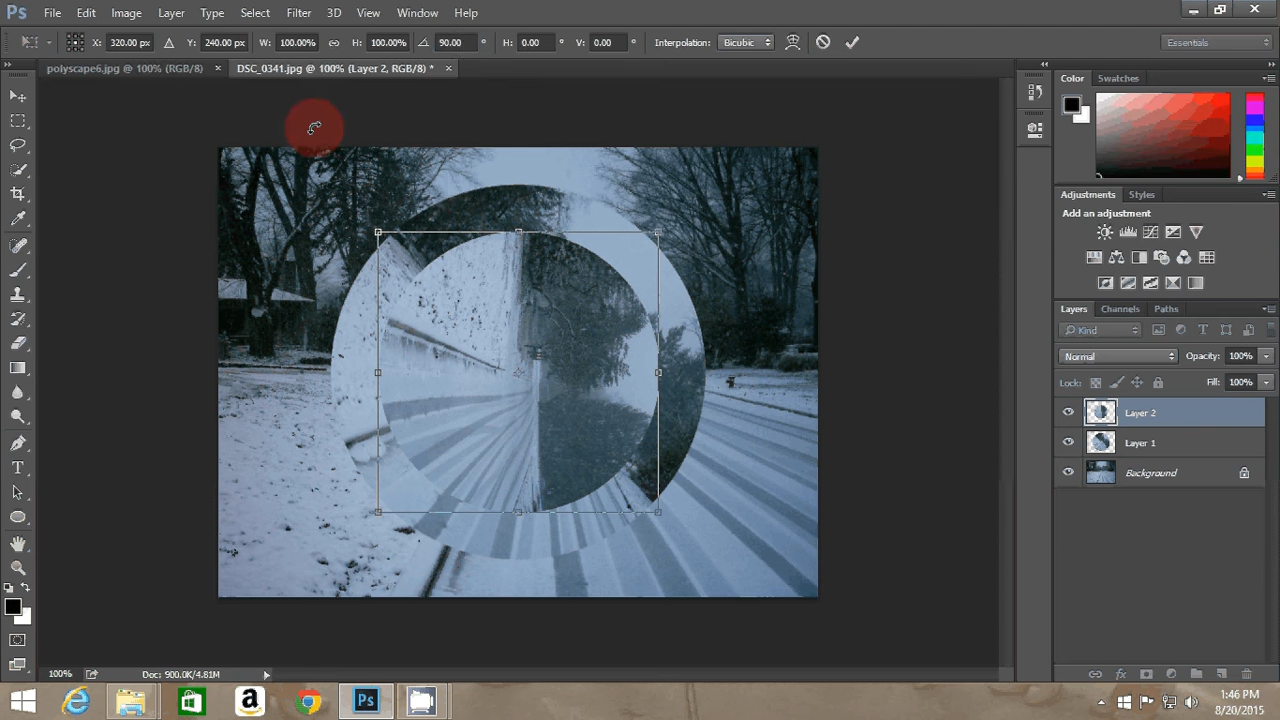 Ps File Edit Image Layer Type Select Filter 3D View Window Help
X: 320.00 px Y: 240.00 px W: 100.00% H: 100.00% 90.00 ° H: 0.00 ° V: 0.00 ° Interpolation: Bicubic Essentials
polyscape6.jpg @ 100% (RGB/8) × DSC_0341.jpg @ 100% (Layer 2, RGB/8) * ×
Color Swatches
Adjustments Styles
Add an adjustment
Layers Channels Paths
Kind
Normal Opacity: 100%
Lock: Fill: 100%
Layer 2
Layer 1
Background
100% Doc: 900.0K/4.81M
1:46 PM
8/20/2015